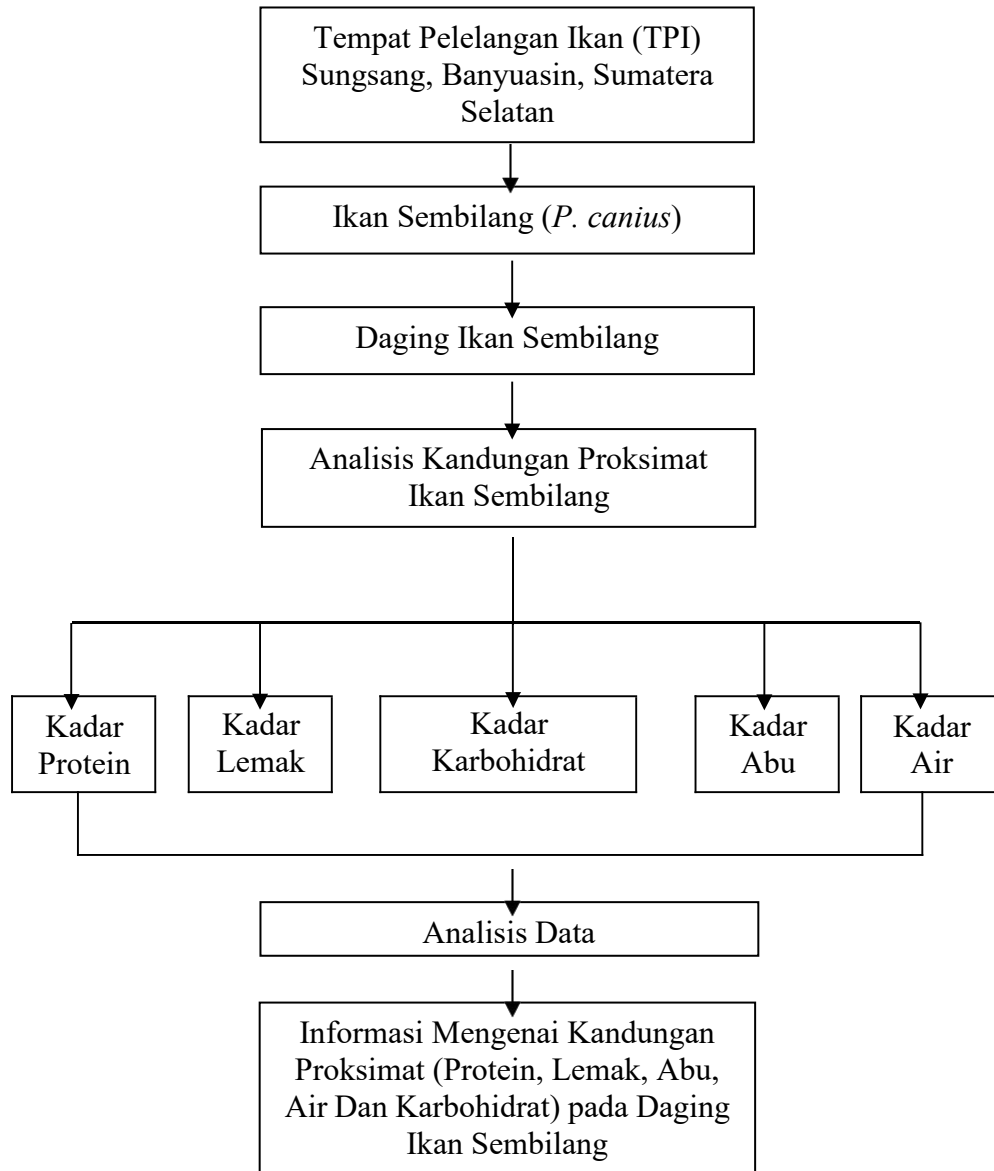 Tempat Pelelangan Ikan (TPI)
Sungsang, Banyuasin, Sumatera
Selatan
Ikan Sembilang (P. canius)
Daging Ikan Sembilang
Analisis Kandungan Proksimat
Ikan Sembilang
Kadar
Protein
Kadar
Lemak
Kadar
Karbohidrat
Kadar
Abu
Kadar
Air
Analisis Data
Informasi Mengenai Kandungan
Proksimat (Protein, Lemak, Abu,
Air Dan Karbohidrat) pada Daging
Ikan Sembilang